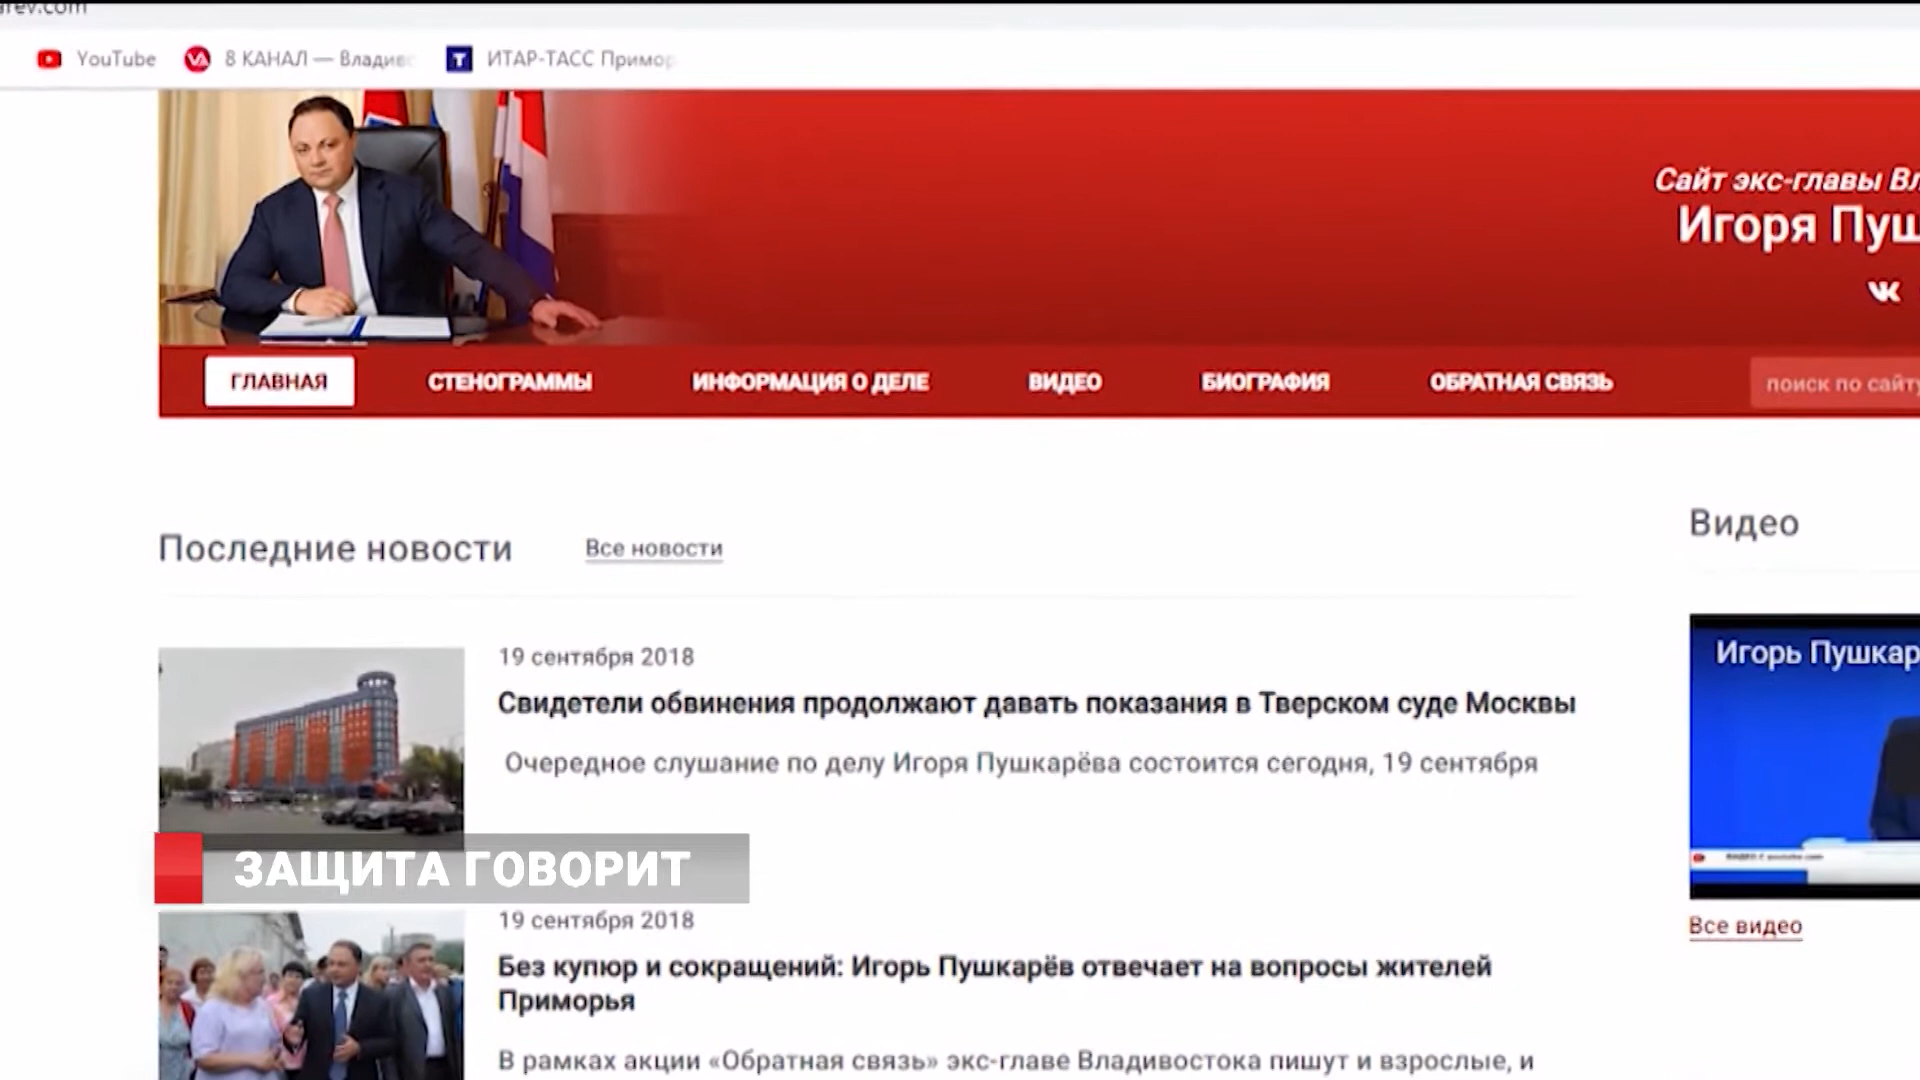 YouTube
8 КАНАЛ — Владиво
ИТАР-ТАСС Примор
Сайт экс-главы Вл
Игоря Пуш
ГЛАВНАЯ
СТЕНОГРАММЫ
ИНФОРМАЦИЯ О ДЕЛЕ
ВИДЕО
БИОГРАФИЯ
ОБРАТНАЯ СВЯЗЬ
поиск по сайту
Последние новости
Все новости
Видео
19 сентября 2018
Свидетели обвинения продолжают давать показания в Тверском суде Москвы
Очередное слушание по делу Игоря Пушкарёва состоится сегодня, 19 сентября
Игорь Пушкар
ЗАЩИТА ГОВОРИТ
19 сентября 2018
Без купюр и сокращений: Игорь Пушкарёв отвечает на вопросы жителей
Приморья
В рамках акции «Обратная связь» экс-главе Владивостока пишут и взрослые, и
Все видео